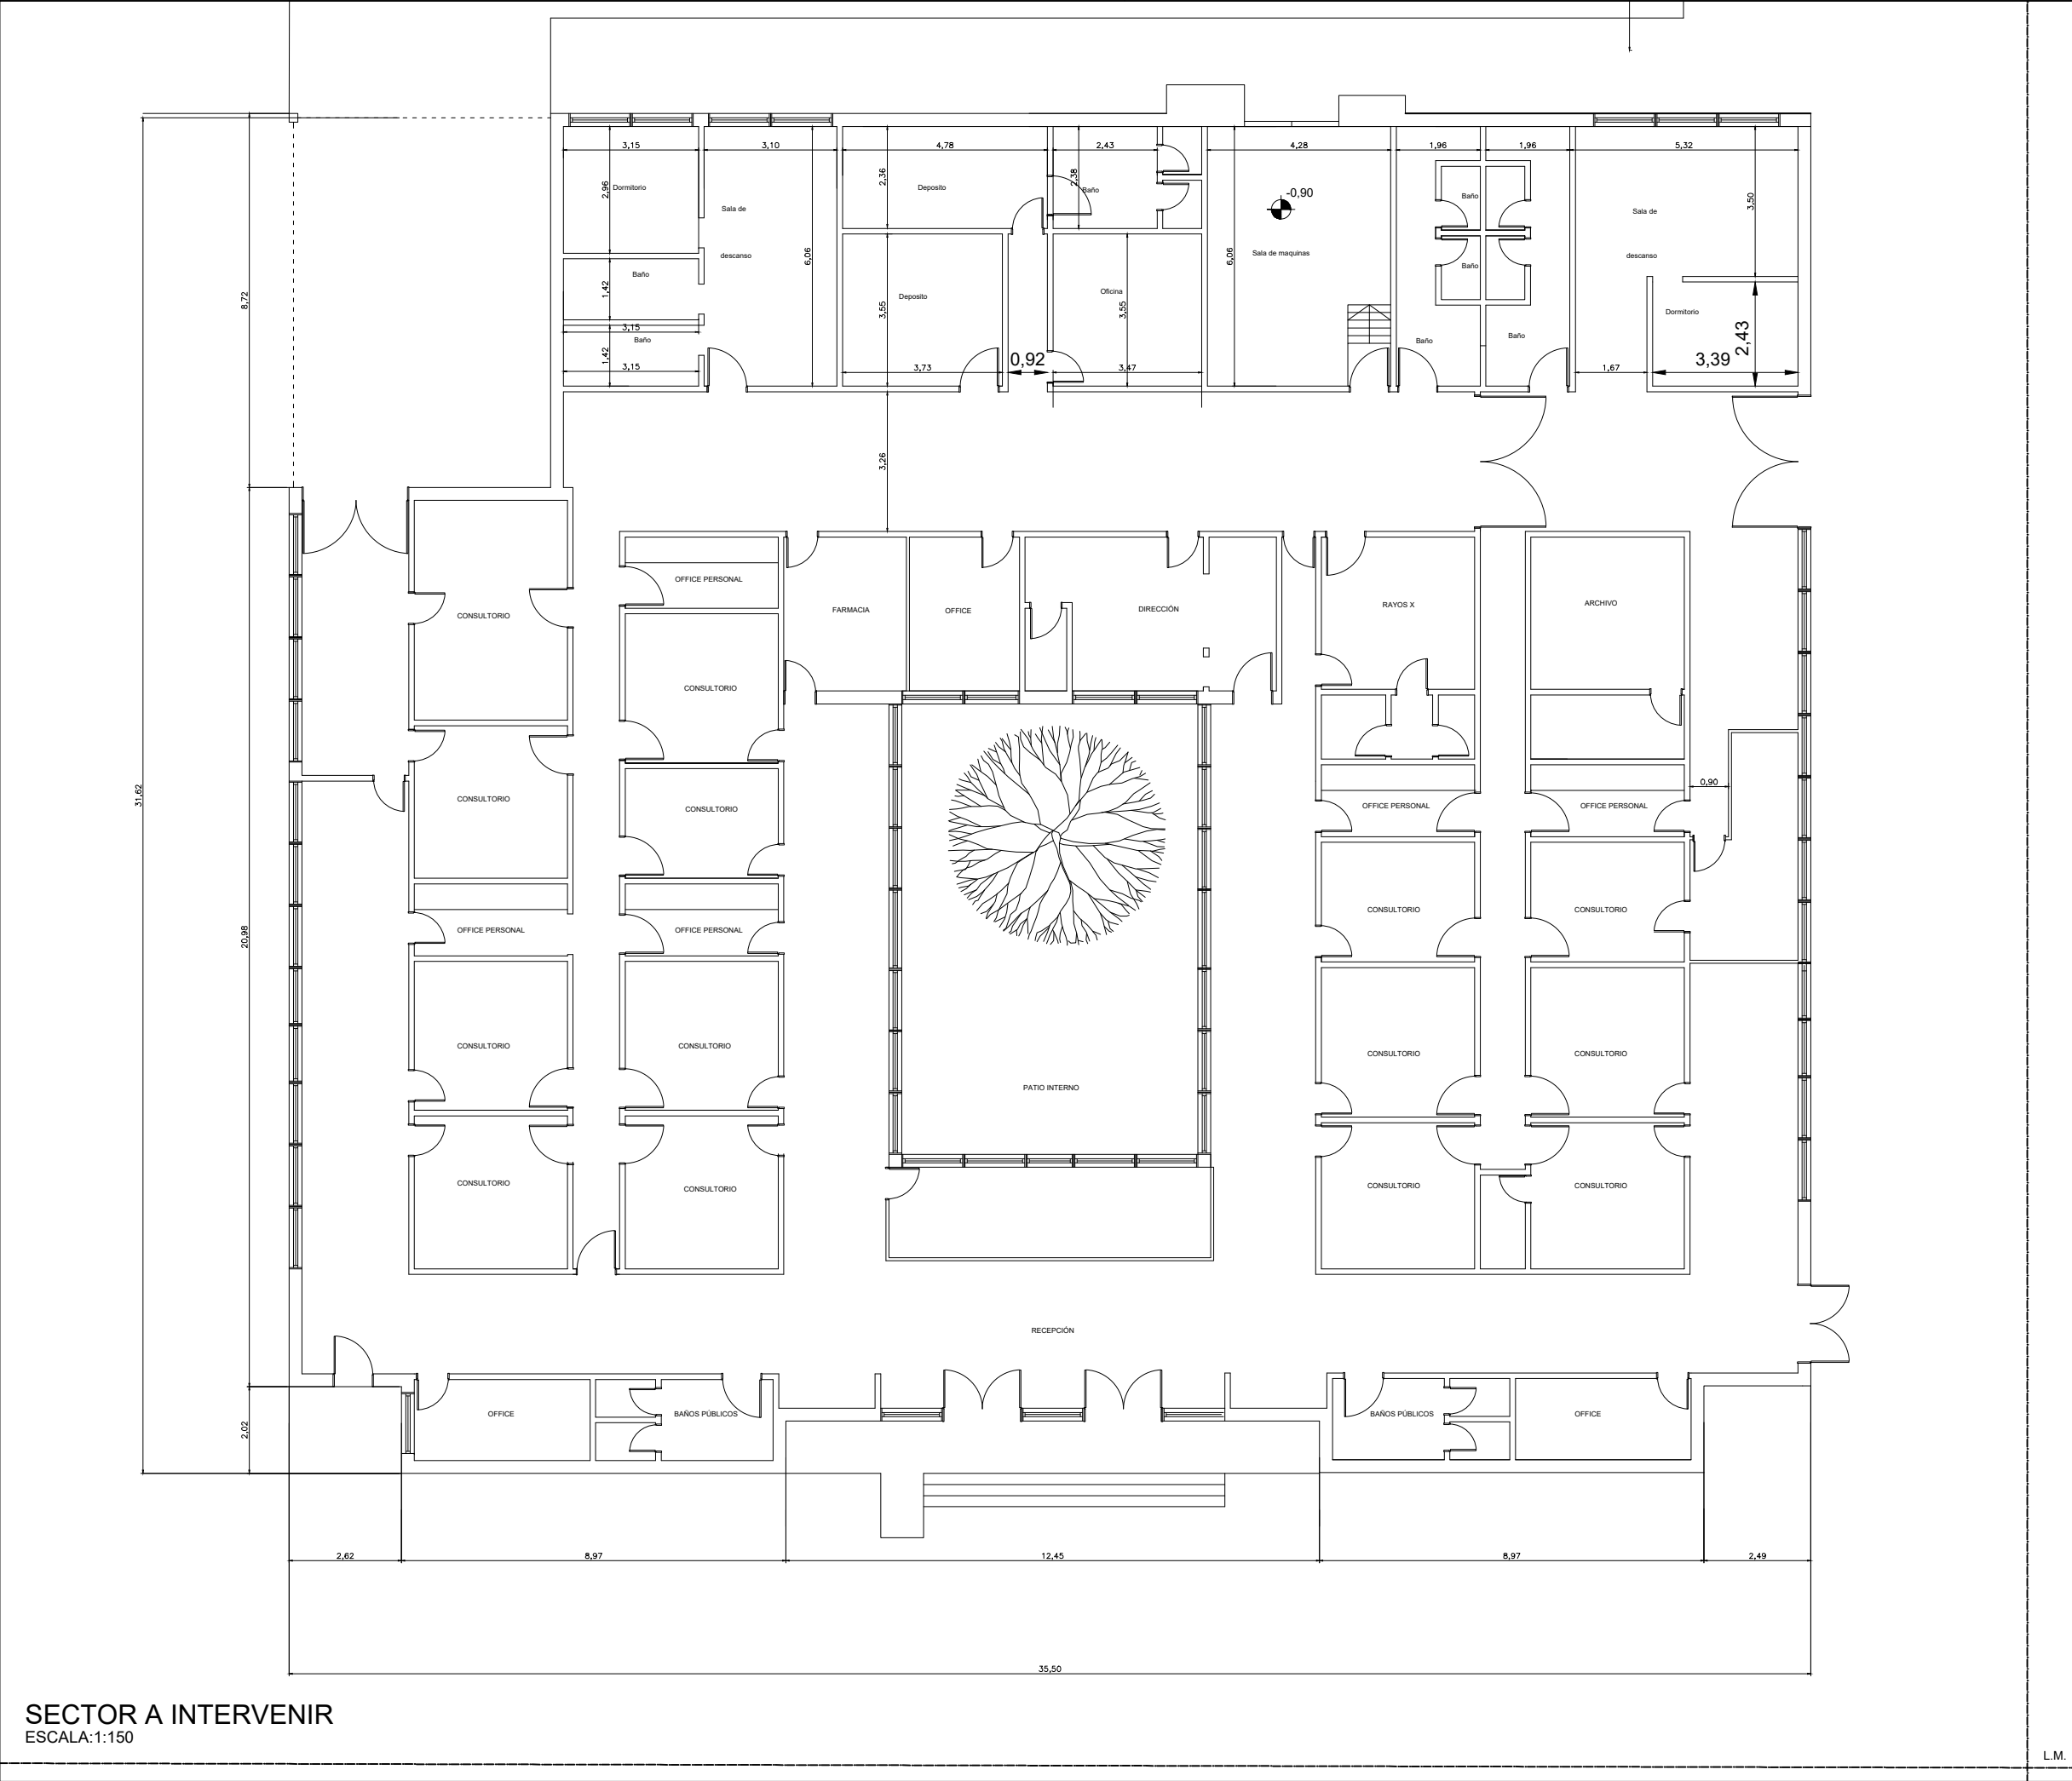 3,15
3,10
4,78
2,43
4,28
1,96
1,96
5,32
2,96
Dormitorio
Sala de
descanso
6,06
2,36
Deposito
2,38
Baño
-0,90
Sala de maquinas
6,06
Baño
Baño
Sala de
descanso
3,50
Baño
1,42
3,15
Baño
1,42
3,15
Deposito
3,55
3,73
0,92
Oficina
3,55
3,47
Baño
Baño
Dormitorio
2,43
3,39
1,67
8,72
3,26
31,62
20,98
2,02
CONSULTORIO
OFFICE PERSONAL
FARMACIA
OFFICE
DIRECCIÓN
RAYOS X
ARCHIVO
CONSULTORIO
CONSULTORIO
CONSULTORIO
OFFICE PERSONAL
OFFICE PERSONAL
0,90
OFFICE PERSONAL
OFFICE PERSONAL
CONSULTORIO
CONSULTORIO
CONSULTORIO
CONSULTORIO
PATIO INTERNO
CONSULTORIO
CONSULTORIO
CONSULTORIO
CONSULTORIO
CONSULTORIO
CONSULTORIO
RECEPCIÓN
OFFICE
BAÑOS PÚBLICOS
BAÑOS PÚBLICOS
OFFICE
2,62
8,97
12,45
8,97
2,49
35,50
SECTOR A INTERVENIR
ESCALA:1:150
L.M.